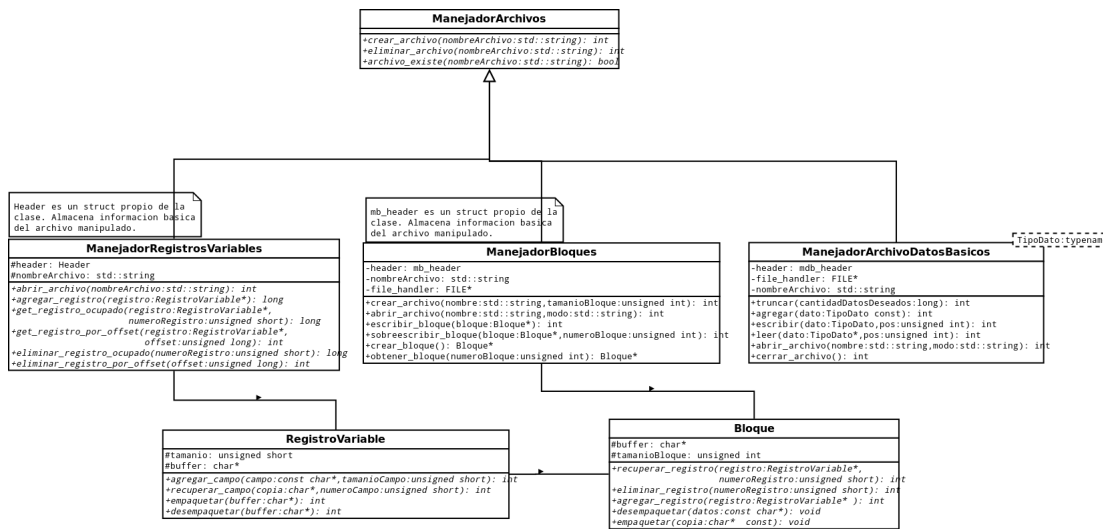 ManejadorArchivos
+crear_archivo(nombreArchivo:std::string): int
+eliminar_archivo(nombreArchivo:std::string): int
+archivo_existe(nombreArchivo:std::string): bool
Header es un struct propio de la
clase. Almacena informacion basica
del archivo manipulado.
ManejadorRegistrosVariables
#header: Header
#nombreArchivo: std::string
+abrir_archivo(nombreArchivo:std::string): int
+agregar_registro(registro:RegistroVariable*): long
+get_registro_ocupado(registro:RegistroVariable*,
numeroRegistro:unsigned short): long
+get_registro_por_offset(registro:RegistroVariable*,
offset:unsigned long): int
+eliminar_registro_ocupado(numeroRegistro:unsigned short): long
+eliminar_registro_por_offset(offset:unsigned long): int
mb_header es un struct propio de la
clase. Almacena informacion basica
del archivo manipulado.
ManejadorBloques
-header: mb_header
-nombreArchivo: std::string
-file_handler: FILE*
+crear_archivo(nombre:std::string,tamanioBloque:unsigned int): int
+abrir_archivo(nombre:std::string,modo:std::string): int
+escribir_bloque(bloque:Bloque*): int
+sobreescribir_bloque(bloque:Bloque*,numeroBloque:unsigned int): int
+crear_bloque(): Bloque*
+obtener_bloque(numeroBloque:unsigned int): Bloque*
TipoDato:typenam
ManejadorArchivoDatosBasicos
-header: mdb_header
-file_handler: FILE*
-nombreArchivo: std::string
+truncar(cantidadDatosDeseados:long): int
+agregar(dato:TipoDato const): int
+escribir(dato:TipoDato,pos:unsigned int): int
+leer(dato:TipoDato*,pos:unsigned int): int
+abrir_archivo(nombre:std::string,modo:std::string): int
+cerrar_archivo(): int
RegistroVariable
#tamanio: unsigned short
#buffer: char*
+agregar_campo(campo:const char*,tamanioCampo:unsigned short): int
+recuperar_campo(copia:char*,numeroCampo:unsigned short): int
+empaquetar(buffer:char*): int
+desempaquetar(buffer:char*): int
Bloque
#buffer: char*
#tamanioBloque: unsigned int
+recuperar_registro(registro:RegistroVariable*,
numeroRegistro:unsigned short): int
+eliminar_registro(numeroRegistro:unsigned short): int
+agregar_registro(registro:RegistroVariable* ): int
+desempaquetar(datos:const char*): void
+empaquetar(copia:char* const): void